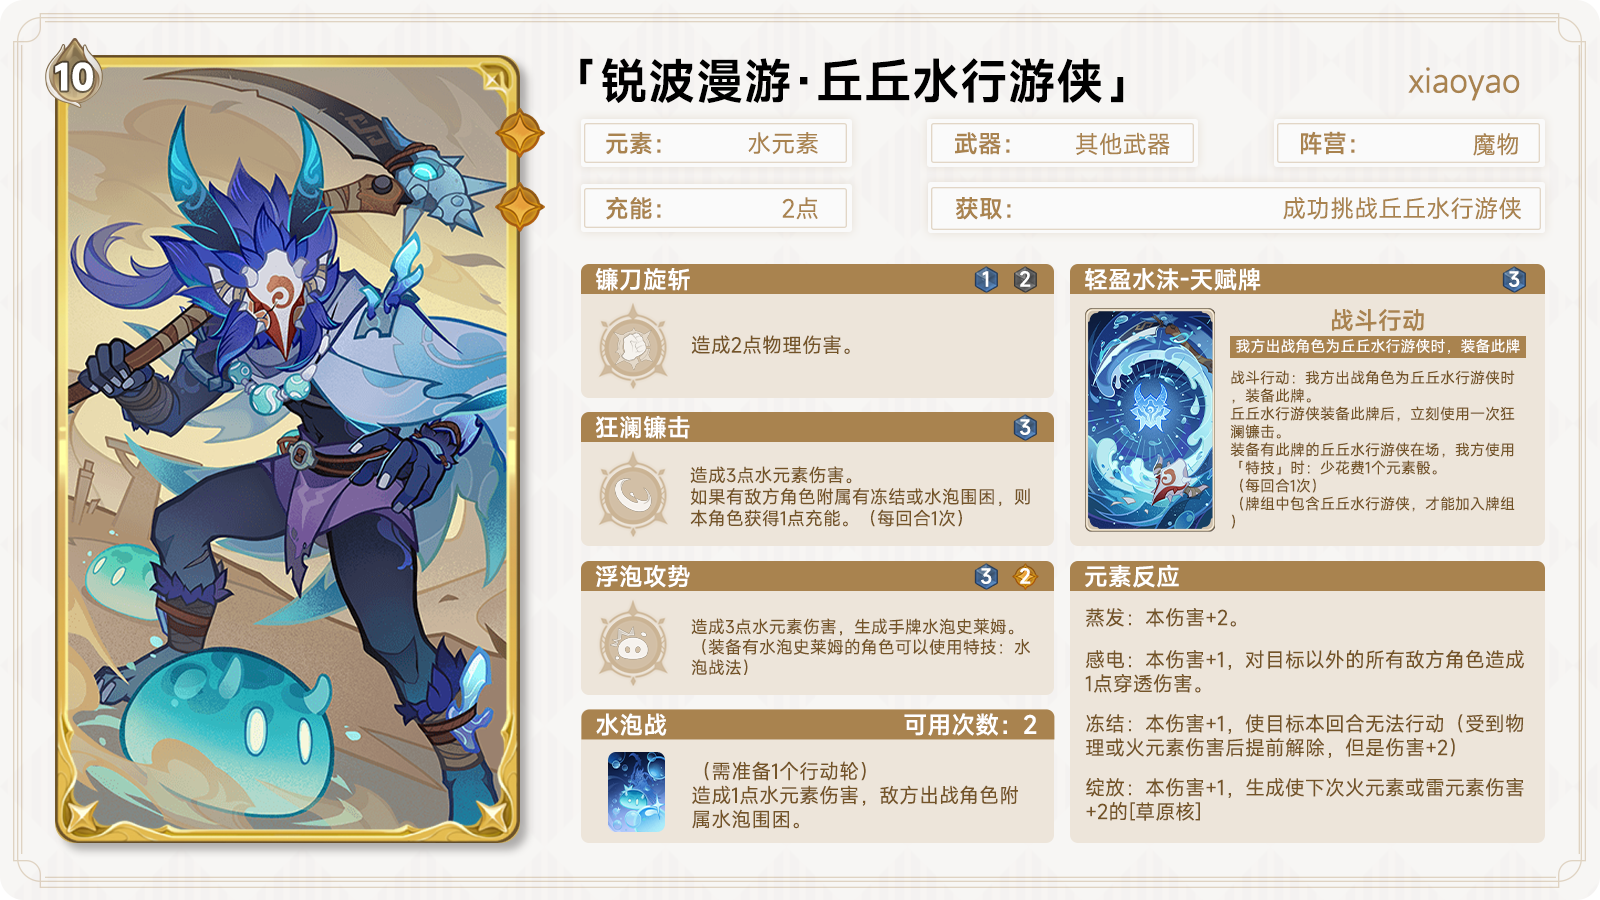 10
「锐波漫游·丘丘水行游侠」
xiaoyao
元素： 水元素
武器： 其他武器
阵营： 魔物
充能： 2点
获取： 成功挑战丘丘水行游侠
镰刀旋斩 1 2
造成2点物理伤害。
狂澜镰击 3
造成3点水元素伤害。
如果有敌方角色附属有冻结或水泡围困，则
本角色获得1点充能。（每回合1次）
浮泡攻势 3 2
造成3点水元素伤害，生成手牌水泡史莱姆。
（装备有水泡史莱姆的角色可以使用特技：水
泡战法）
水泡战 可用次数：2
（需准备1个行动轮）
造成1点水元素伤害，敌方出战角色附
属水泡围困。
轻盈水沫-天赋牌 3
战斗行动
我方出战角色为丘丘水行游侠时，装备此牌
战斗行动：我方出战角色为丘丘水行游侠时
，装备此牌。
丘丘水行游侠装备此牌后，立刻使用一次狂
澜镰击。
装备有此牌的丘丘水行游侠在场，我方使用
「特技」时：少花费1个元素骰。
（每回合1次）
（牌组中包含丘丘水行游侠，才能加入牌组
）
元素反应
蒸发：本伤害+2。
感电：本伤害+1，对目标以外的所有敌方角色造成
1点穿透伤害。
冻结：本伤害+1，使目标本回合无法行动（受到物
理或火元素伤害后提前解除，但是伤害+2）
绽放：本伤害+1，生成使下次火元素或雷元素伤害
+2的[草原核]